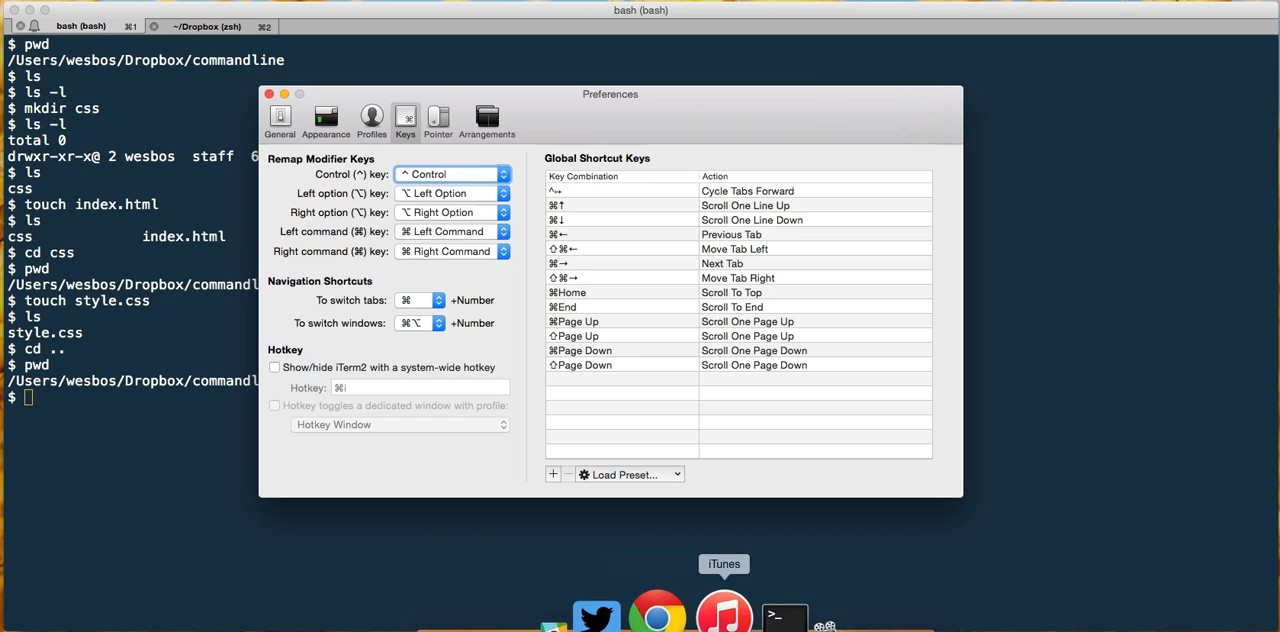 bash (bash)
bash (bash) ⌘1 ~/Dropbox (zsh) ⌘2
$ pwd
/Users/wesbos/Dropbox/commandline
$ ls
$ ls -l
$ mkdir css
$ ls -l
total 0
drwxr-xr-x@ 2 wesbos staff 6
$ ls
css
$ touch index.html
$ ls
css index.html
$ cd css
$ pwd
/Users/wesbos/Dropbox/commandl
$ touch style.css
$ ls
style.css
$ cd ..
$ pwd
/Users/wesbos/Dropbox/commandl
$
Preferences
General Appearance Profiles Keys Pointer Arrangements
Remap Modifier Keys
Control (^) key: ^ Control
Left option (⌥) key: ⌥ Left Option
Right option (⌥) key: ⌥ Right Option
Left command (⌘) key: ⌘ Left Command
Right command (⌘) key: ⌘ Right Command
Navigation Shortcuts
To switch tabs: ⌘ +Number
To switch windows: ⌘⌥ +Number
Hotkey
Show/hide iTerm2 with a system-wide hotkey
Hotkey: ⌘i
Hotkey toggles a dedicated window with profile:
Hotkey Window
Global Shortcut Keys
Key Combination Action
^↦ Cycle Tabs Forward
⌘↑ Scroll One Line Up
⌘↓ Scroll One Line Down
⌘← Previous Tab
⇧⌘← Move Tab Left
⌘→ Next Tab
⇧⌘→ Move Tab Right
⌘Home Scroll To Top
⌘End Scroll To End
⌘Page Up Scroll One Page Up
⇧Page Up Scroll One Page Up
⌘Page Down Scroll One Page Down
⇧Page Down Scroll One Page Down
+ − Load Preset...
iTunes
>_